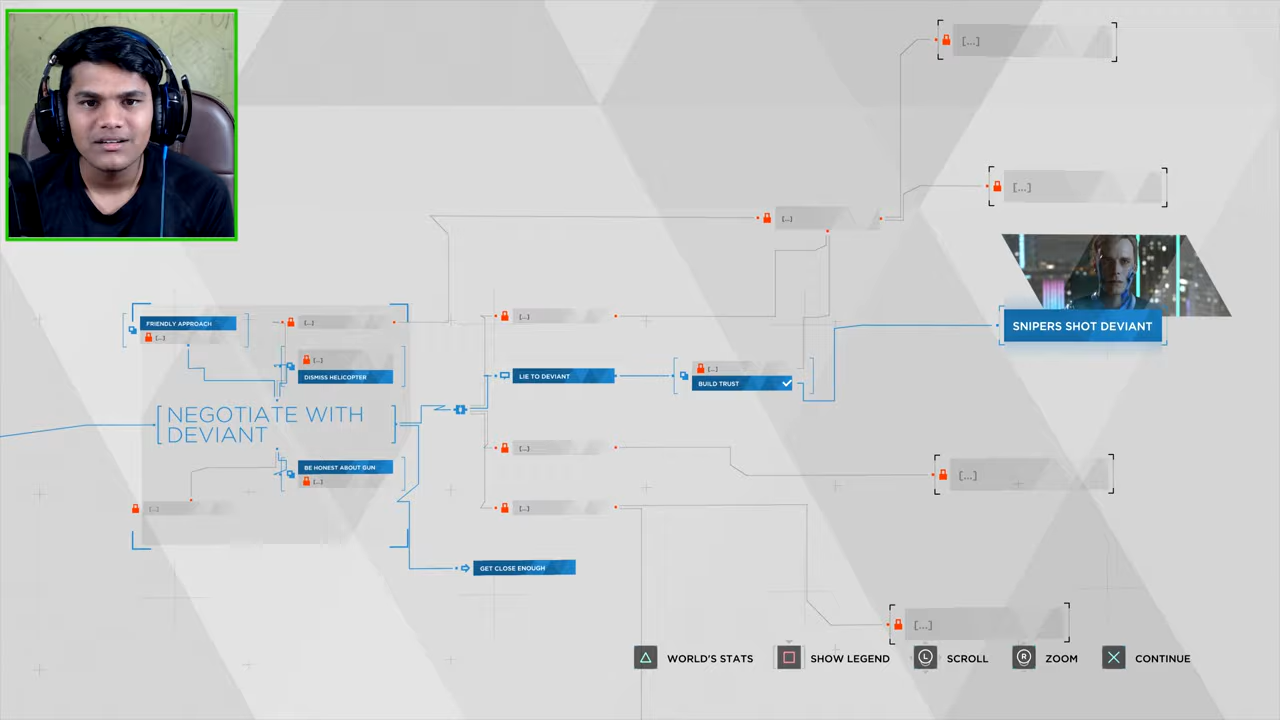 [...]
[...]
[...]
SNIPERS SHOT DEVIANT
FRIENDLY APPROACH
[...]
[...]
[...]
DISMISS HELICOPTER
[...]
LIE TO DEVIANT
[...]
BUILD TRUST
NEGOTIATE WITH
DEVIANT
BE HONEST ABOUT GUN
[...]
[...]
[...]
[...]
[...]
GET CLOSE ENOUGH
[...]
WORLD'S STATS
SHOW LEGEND
L
SCROLL
R
ZOOM
CONTINUE